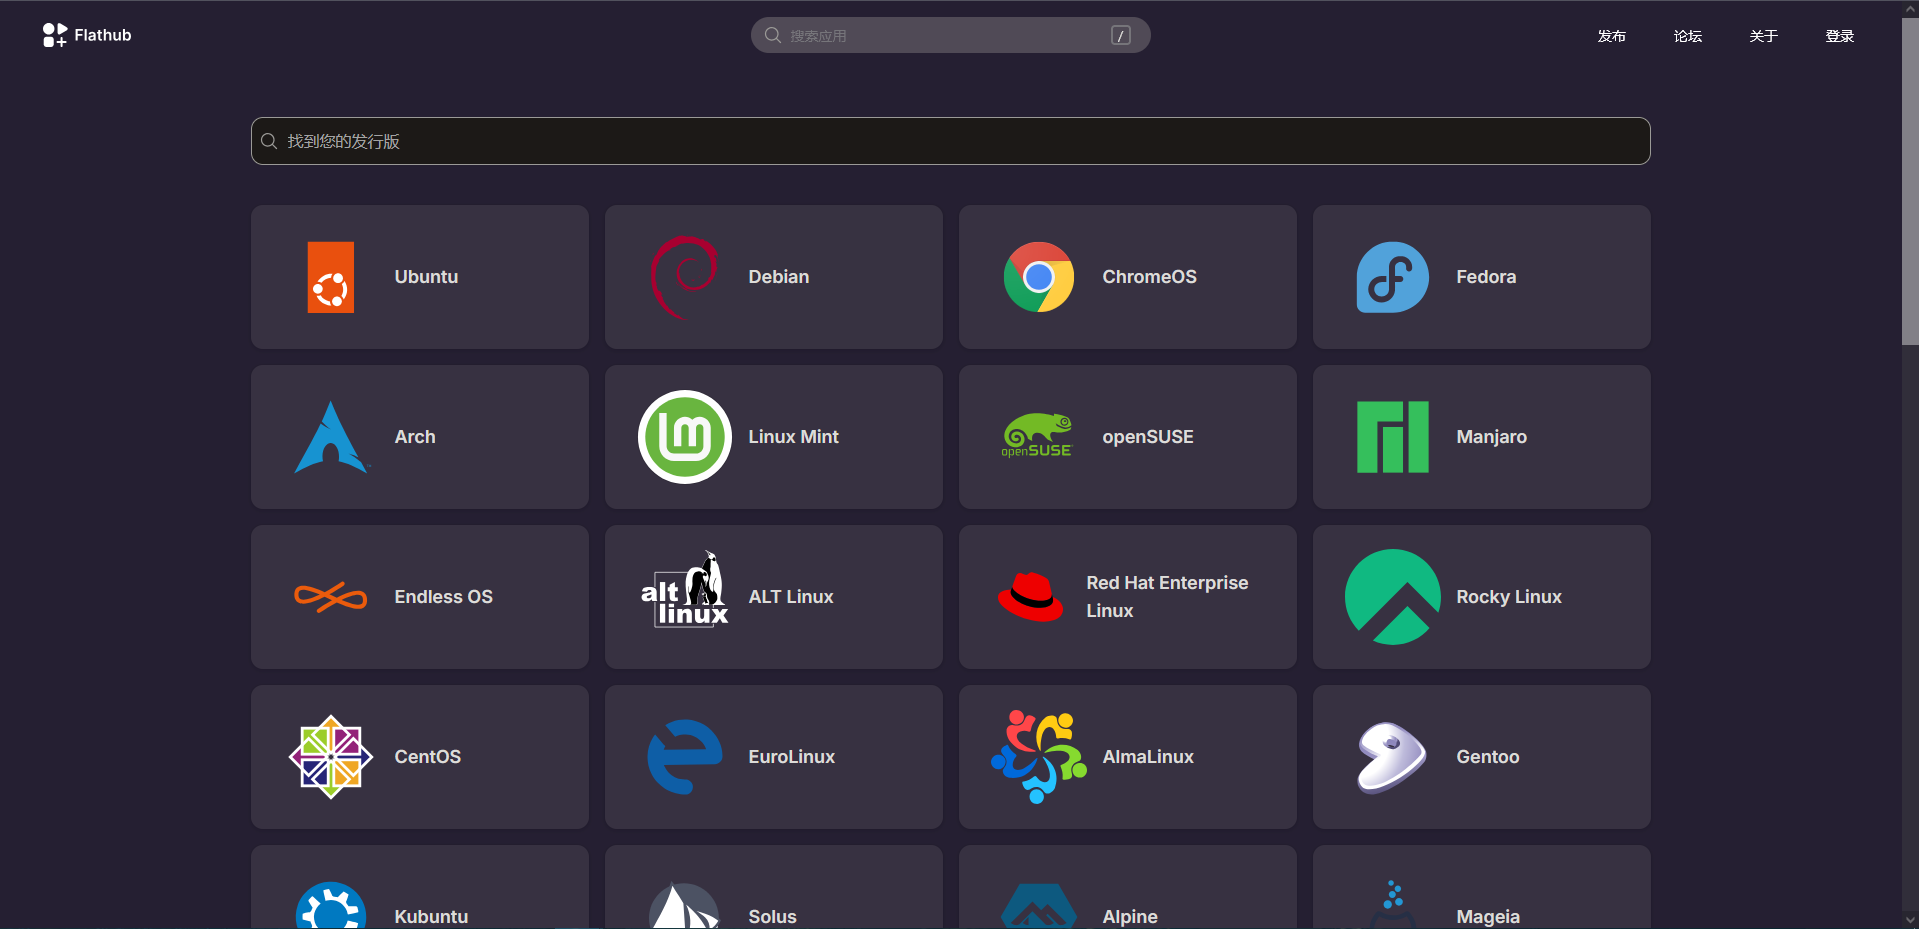 Flathub
搜索应用
/
发布
论坛
关于
登录
找到您的发行版
Ubuntu
Debian
ChromeOS
Fedora
Arch
Linux Mint
openSUSE
openSUSE
Manjaro
Endless OS
alt
linux
ALT Linux
Red Hat Enterprise
Linux
Rocky Linux
CentOS
EuroLinux
AlmaLinux
Gentoo
Kubuntu
Solus
Alpine
Mageia